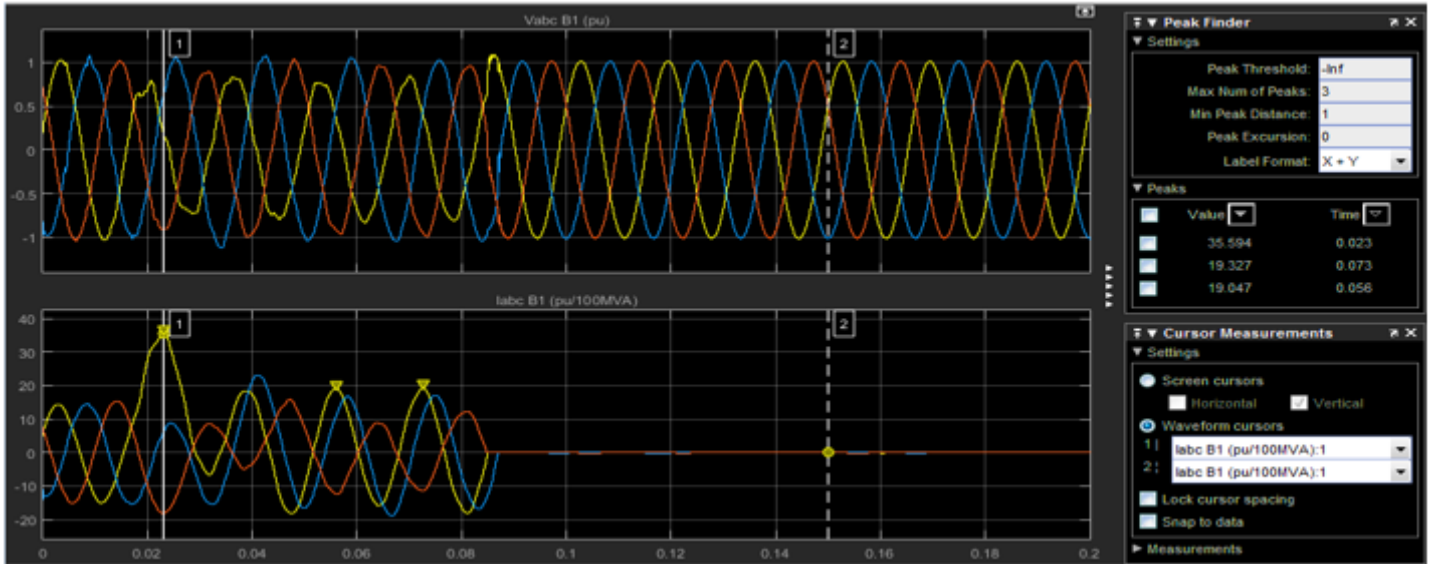 Vabc B1 (pu)
1
2
1
0.5
0
-0.5
-1
Iabc B1 (pu/100MVA)
1
2
40
30
20
10
0
-10
-20
0 0.02 0.04 0.06 0.08 0.1 0.12 0.14 0.16 0.18 0.2
Peak Finder
Settings
Peak Threshold: -Inf
Max Num of Peaks: 3
Min Peak Distance: 1
Peak Excursion: 0
Label Format: X + Y
Peaks
Value Time
35.594 0.023
19.327 0.073
19.047 0.056
Cursor Measurements
Settings
Screen cursors
Horizontal Vertical
Waveform cursors
1 | Iabc B1 (pu/100MVA):1
2 ¦ Iabc B1 (pu/100MVA):1
Lock cursor spacing
Snap to data
Measurements